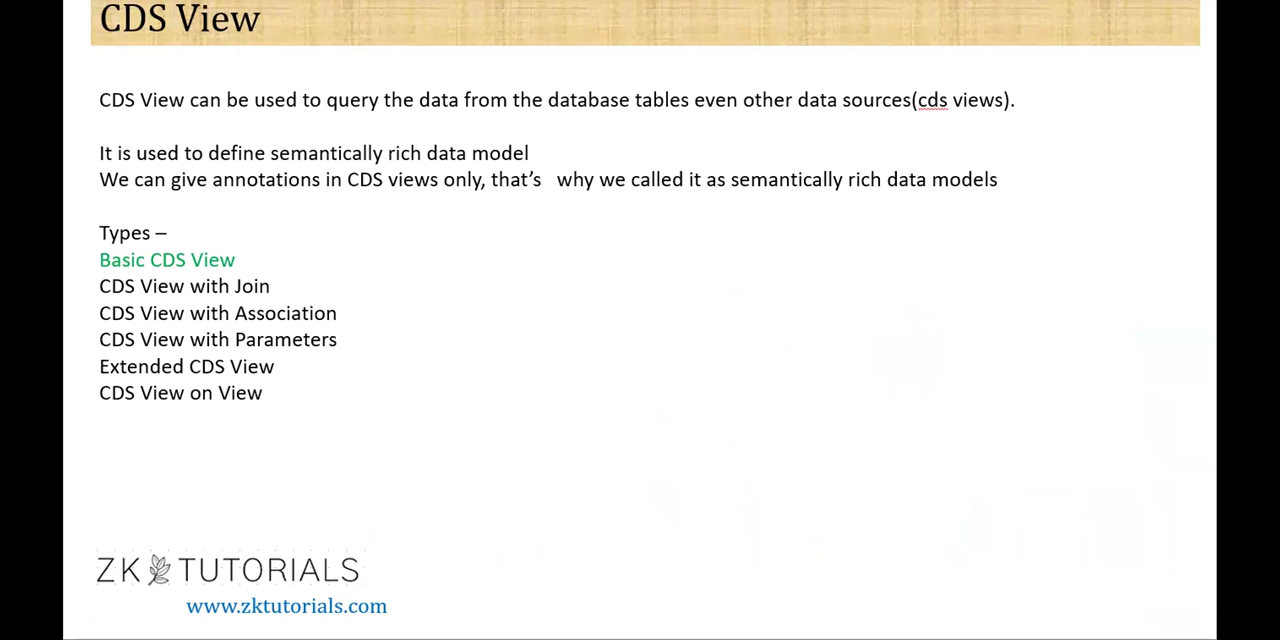 CDS View
CDS View can be used to query the data from the database tables even other data sources(cds views).
It is used to define semantically rich data model
We can give annotations in CDS views only, that's why we called it as semantically rich data models
Types –
Basic CDS View
CDS View with Join
CDS View with Association
CDS View with Parameters
Extended CDS View
CDS View on View
ZK TUTORIALS
www.zktutorials.com